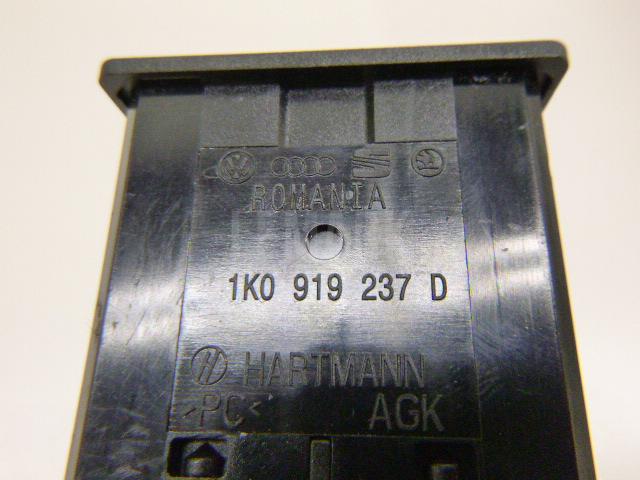 ROMANIA
1K0 919 237 D
HARTMANN
>PC< AGK